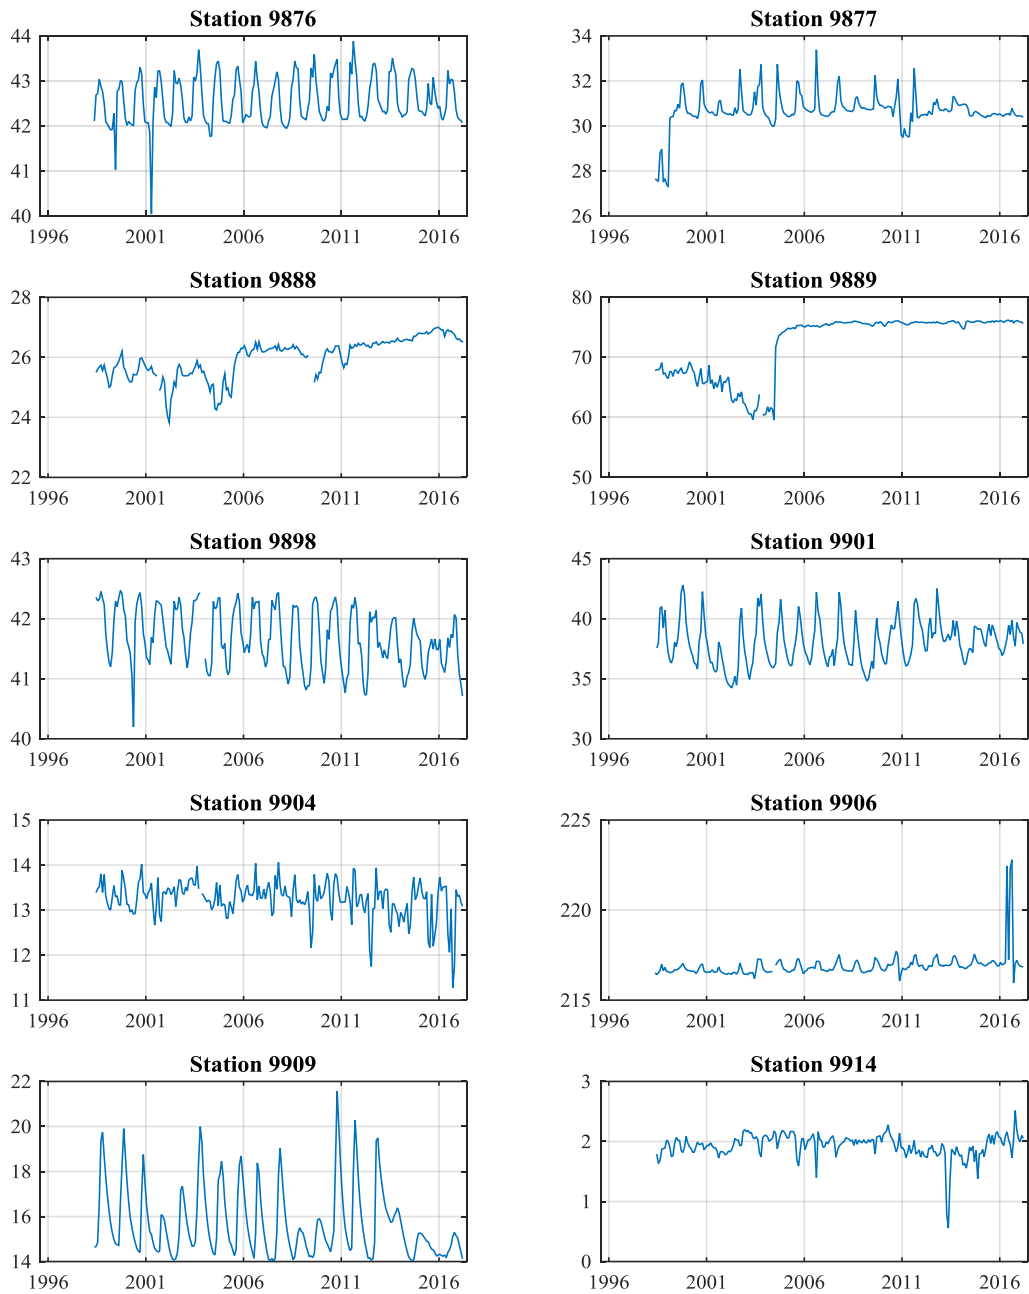 Station 9876
44
43
42
41
40
1996 2001 2006 2011 2016
Station 9877
34
32
30
28
26
1996 2001 2006 2011 2016
Station 9888
28
26
24
22
1996 2001 2006 2011 2016
Station 9889
80
70
60
50
1996 2001 2006 2011 2016
Station 9898
43
42
41
40
1996 2001 2006 2011 2016
Station 9901
45
40
35
30
1996 2001 2006 2011 2016
Station 9904
15
14
13
12
11
1996 2001 2006 2011 2016
Station 9906
225
220
215
1996 2001 2006 2011 2016
Station 9909
22
20
18
16
14
1996 2001 2006 2011 2016
Station 9914
3
2
1
0
1996 2001 2006 2011 2016